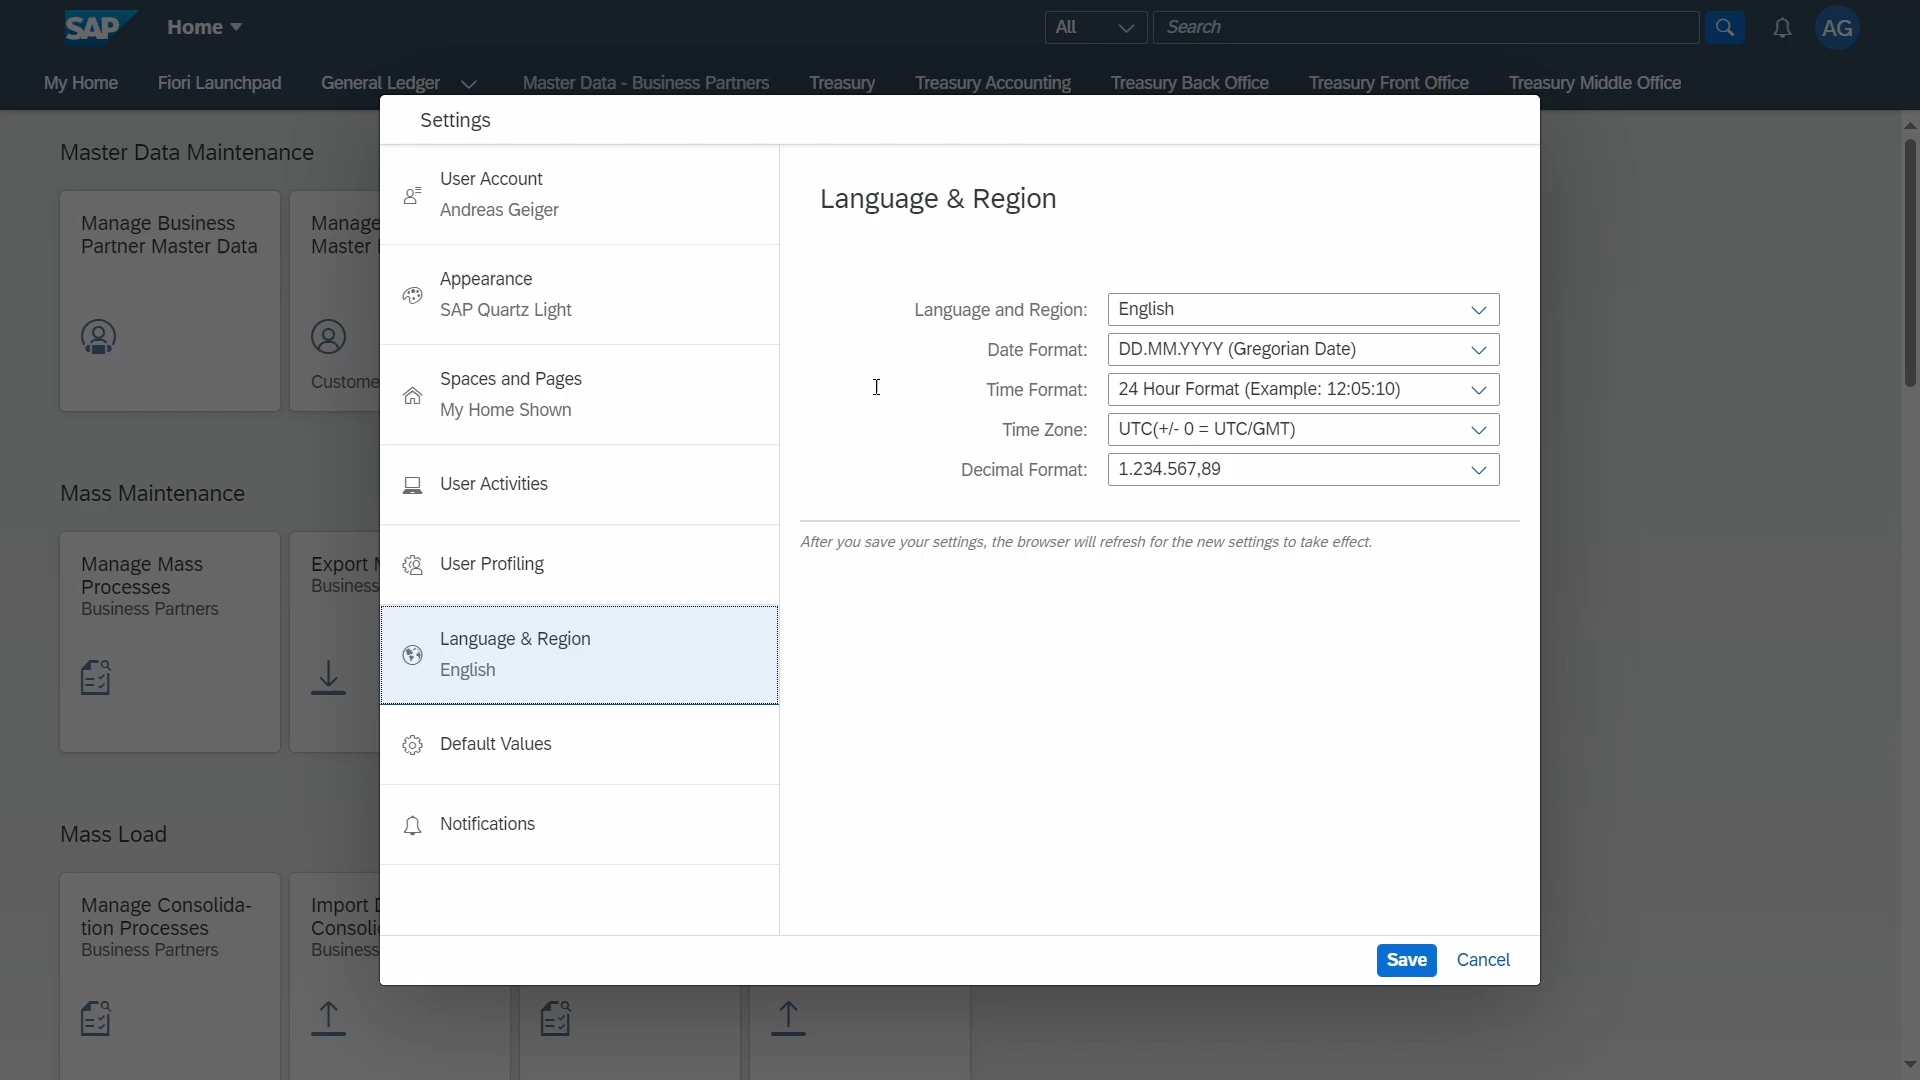 SAP
Home
All
Search
AG
My Home
Fiori Launchpad
General Ledger
Master Data - Business Partners
Treasury
Treasury Accounting
Treasury Back Office
Treasury Front Office
Treasury Middle Office
Master Data Maintenance
Manage Business
Partner Master Data
Manage
Master
Custome
Mass Maintenance
Manage Mass
Processes
Business Partners
Export
Business
Mass Load
Manage Consolida-
tion Processes
Business Partners
Import
Consoli
Business
Settings
User Account
Andreas Geiger
Appearance
SAP Quartz Light
Spaces and Pages
My Home Shown
User Activities
User Profiling
Language & Region
English
Default Values
Notifications
Language & Region
Language and Region: English
Date Format: DD.MM.YYYY (Gregorian Date)
Time Format: 24 Hour Format (Example: 12:05:10)
Time Zone: UTC(+/- 0 = UTC/GMT)
Decimal Format: 1.234.567,89
After you save your settings, the browser will refresh for the new settings to take effect.
Save
Cancel